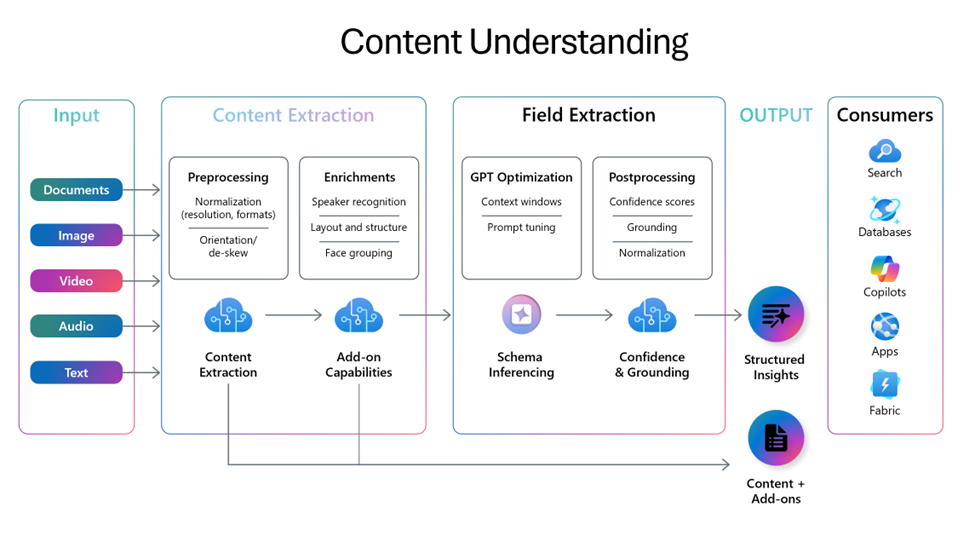 Content Understanding
Input
Documents
Image
Video
Audio
Text
Content Extraction
Preprocessing
Normalization
(resolution, formats)
Orientation/
de-skew
Enrichments
Speaker recognition
Layout and structure
Face grouping
Content
Extraction
Add-on
Capabilities
Field Extraction
GPT Optimization
Context windows
Prompt tuning
Postprocessing
Confidence scores
Grounding
Normalization
Schema
Inferencing
Confidence
& Grounding
OUTPUT
Structured
Insights
Content +
Add-ons
Consumers
Search
Databases
Copilots
Apps
Fabric